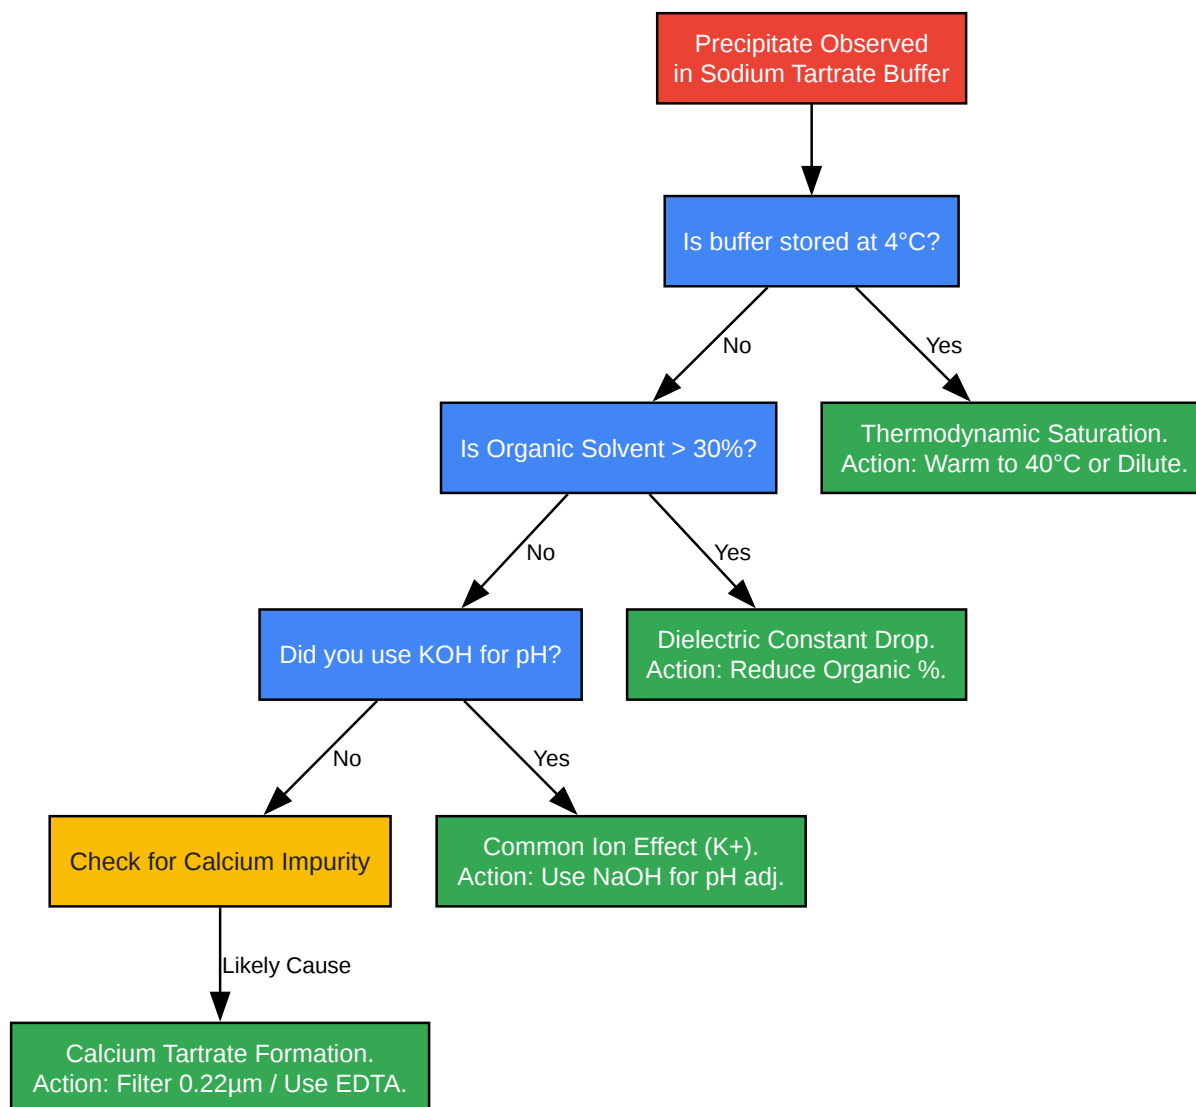 Precipitate Observed
in Sodium Tartrate Buffer
Is buffer stored at 4°C?
No
Yes
Is Organic Solvent > 30%?
Thermodynamic Saturation.
Action: Warm to 40°C or Dilute.
No
Yes
Did you use KOH for pH?
Dielectric Constant Drop.
Action: Reduce Organic %.
No
Yes
Check for Calcium Impurity
Common Ion Effect (K+).
Action: Use NaOH for pH adj.
Likely Cause
Calcium Tartrate Formation.
Action: Filter 0.22µm / Use EDTA.